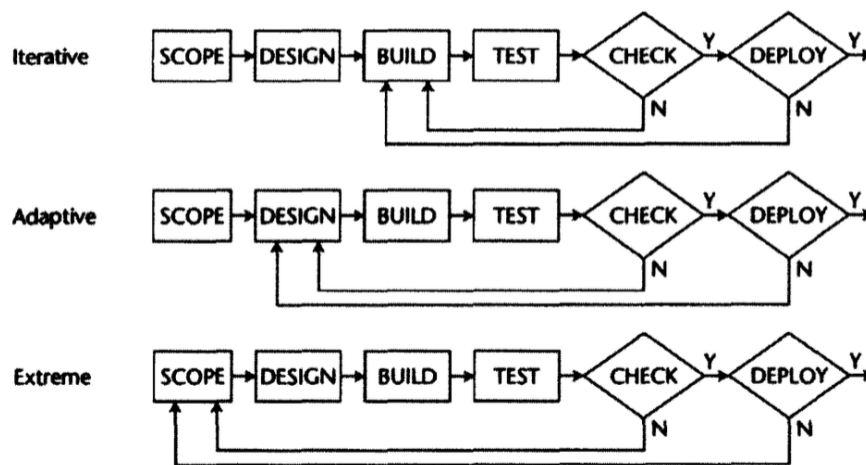 Iterative SCOPE DESIGN BUILD TEST CHECK Y DEPLOY Y
N N
Adaptive SCOPE DESIGN BUILD TEST CHECK Y DEPLOY Y
N N
Extreme SCOPE DESIGN BUILD TEST CHECK Y DEPLOY Y
N N